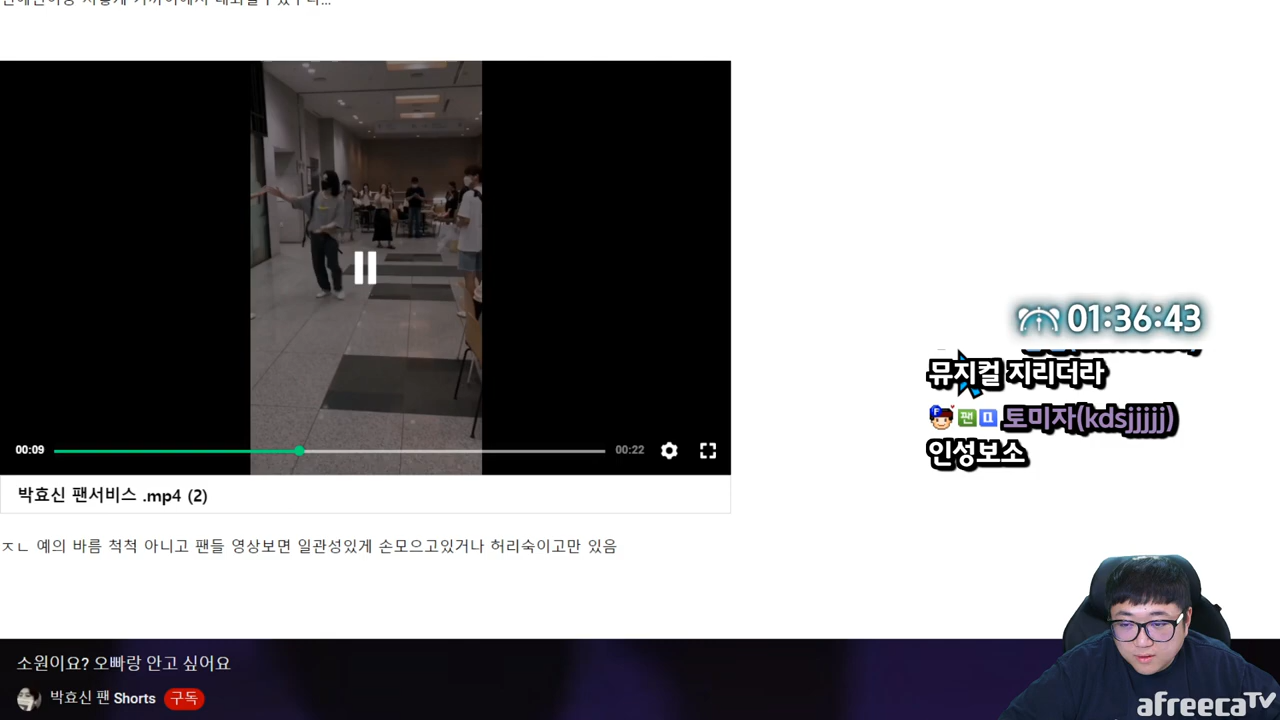 00:09
00:22
박효신 팬서비스 .mp4 (2)
ㅈㄴ 예의 바름 척척 아니고 팬들 영상보면 일관성있게 손모으고있거나 허리숙이고만 있음
01:36:43
뮤지컬 지리더라
F 팬 토미자(kdsjjjjj)
인성보소
소원이요? 오빠랑 안고 싶어요
박효신 팬 Shorts 구독
afreecaTV